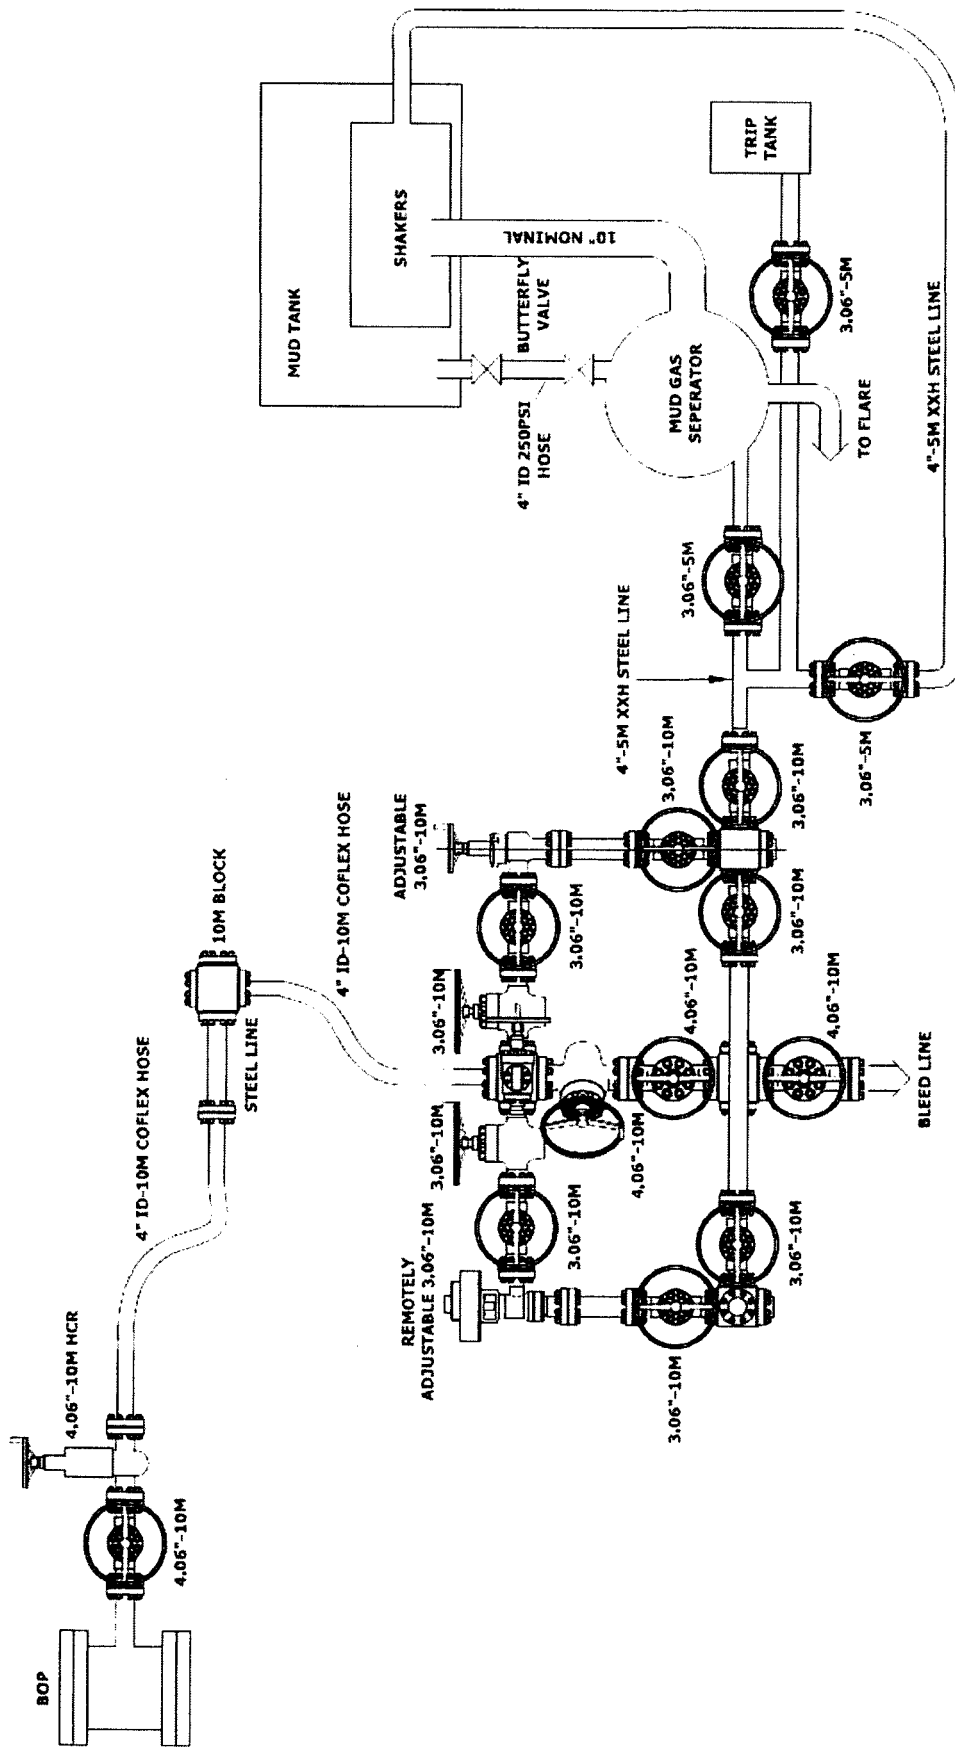 BOP
4.06"-10M
4.06"-10M HCR
4" ID-10M COFLEX HOSE
STEEL LINE
10M BLOCK
4" ID-10M COFLEX HOSE
REMOTELY
ADJUSTABLE 3.06"-10M
3.06"-10M
3.06"-10M
3.06"-10M
3.06"-10M
3.06"-10M
4.06"-10M
3.06"-10M
ADJUSTABLE
3.06"-10M
4.06"-10M
4.06"-10M
BLEED LINE
3.06"-10M
3.06"-10M
3.06"-10M
3.06"-10M
4"-5M XXH STEEL LINE
3.06"-5M
3.06"-5M
4" ID 250PSI
HOSE
BUTTERFLY
VALVE
MUD TANK
SHAKERS
10" NOMINAL
MUD GAS
SEPERATOR
TO FLARE
3.06"-5M
TRIP
TANK
4"-5M XXH STEEL LINE